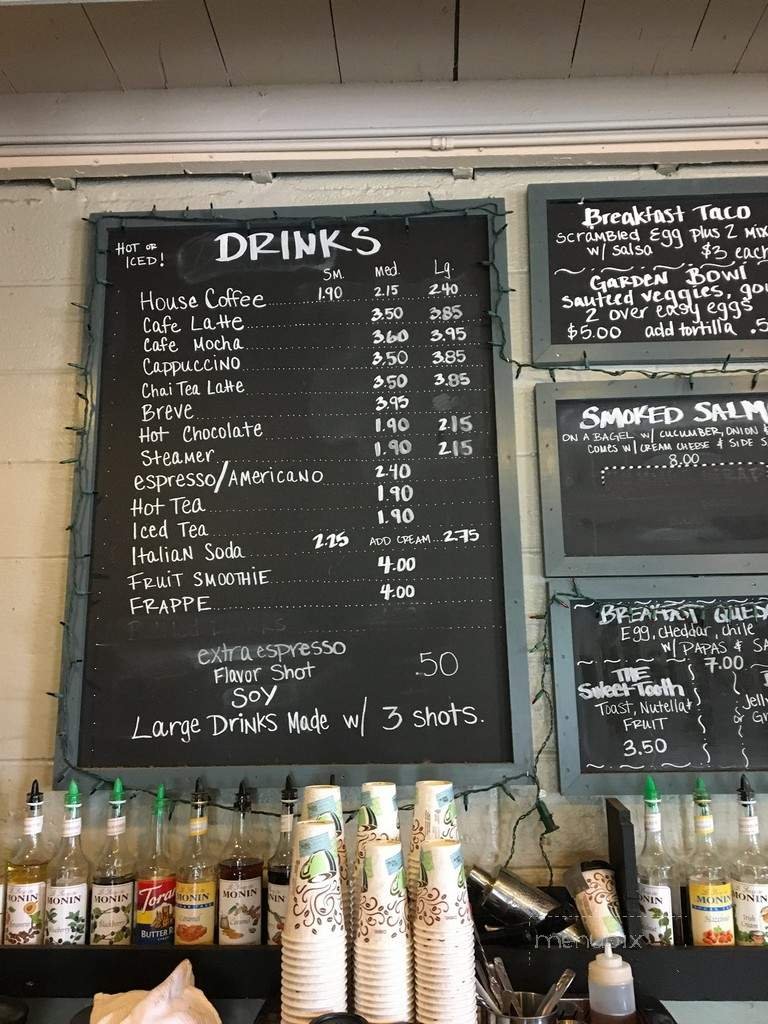 HOT OR
ICED!
DRINKS
SM. Med. Lg.
House Coffee 1.90 2.15 2.40
Cafe Latte 3.50 3.85
Cafe Mocha 3.60 3.95
Cappuccino 3.50 3.85
Chai Tea Latte 3.50 3.85
Breve 3.95
Hot Chocolate 1.90 2.15
Steamer 1.90 2.15
espresso/Americano 2.40
Hot Tea 1.90
Iced Tea 1.90
Italian Soda 2.25 ADD CREAM 2.75
FRUIT SMOOTHIE 4.00
FRAPPE 4.00
extra espresso
Flavor Shot .50
SOY
Large Drinks Made w/ 3 shots.
Breakfast Taco
scrambled Egg plus 2 Mix
w/ salsa $3 each
GARDEN BOWL
sauteed veggies, 
2 over easy eggs
$5.00 add tortilla .5
SMOKED SALM
ON A BAGEL W/ CUCUMBER, ONION &
COMES W/ CREAM CHEESE & SIDE S
8.00
BREAKFAST QUESA
Egg, cheddar, chile
w/ PAPAS & SA
7.00
THE
Sweet Tooth
Toast, Nutella +
FRUIT
3.50
Jelly
MONIN
MONIN
MONIN
Torani
BUTTER
MONIN
MONIN
MONIN
MONIN
MONIN
menupix